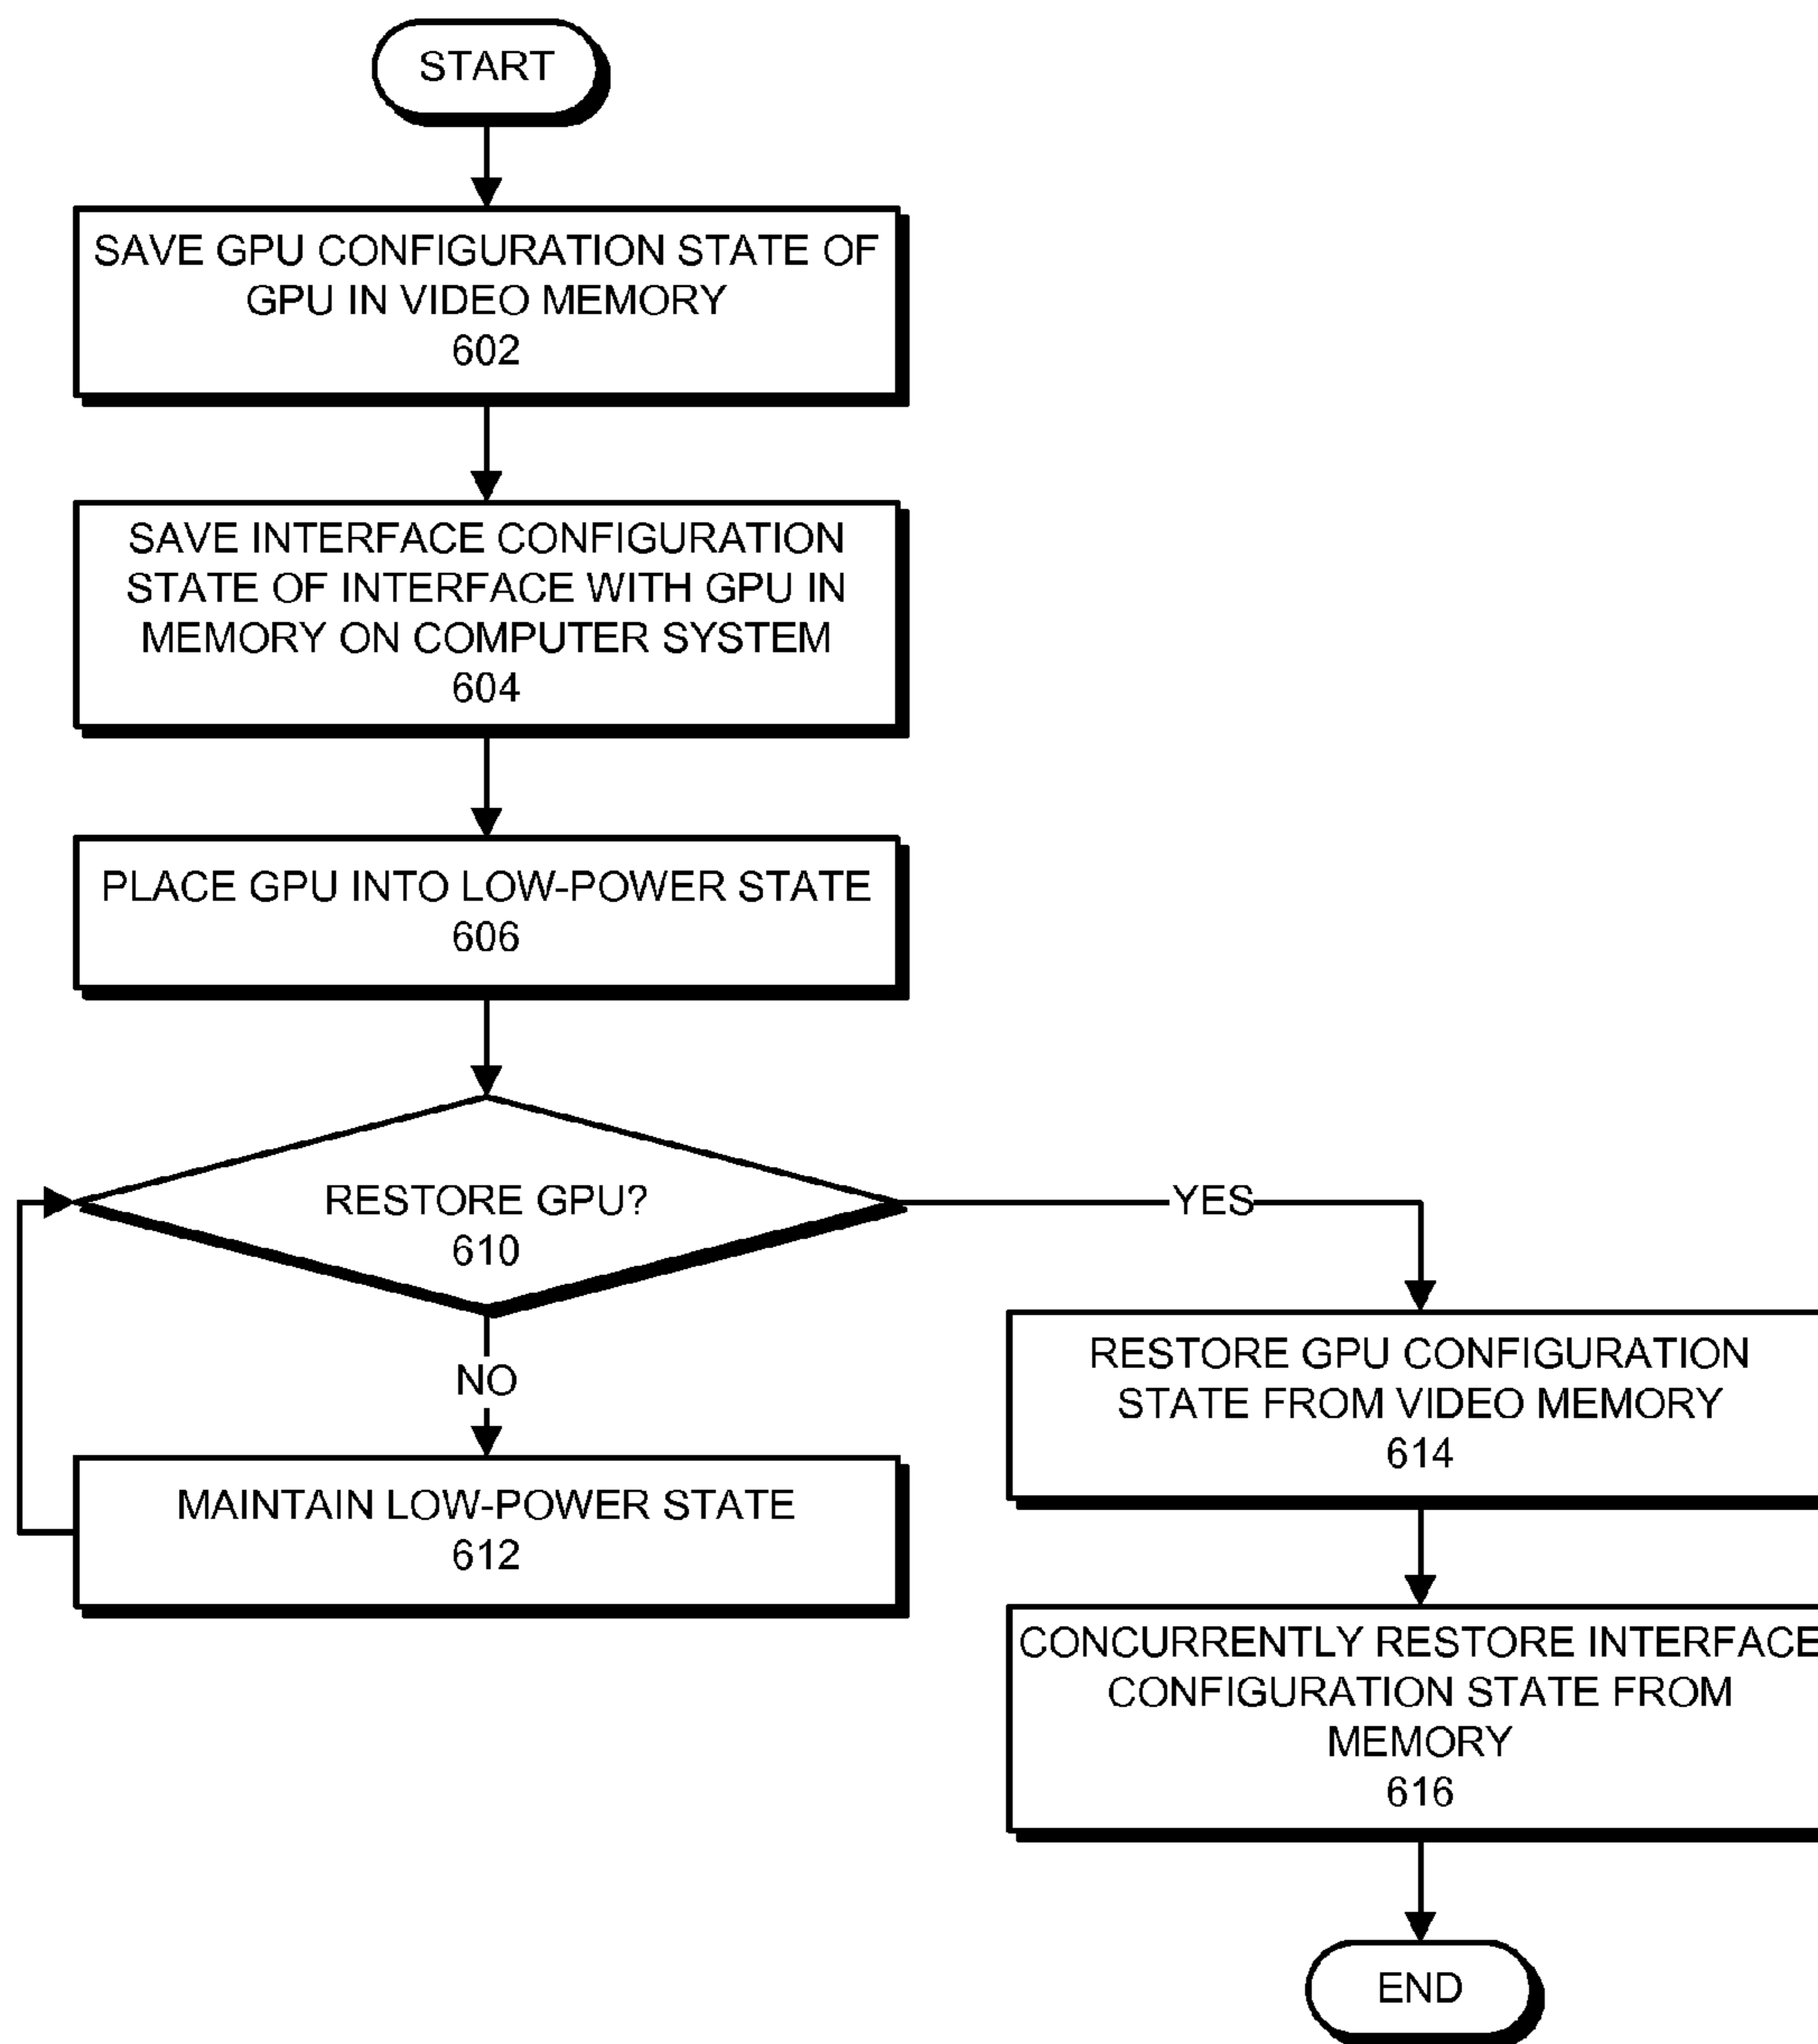 START
SAVE GPU CONFIGURATION STATE OF
GPU IN VIDEO MEMORY
602
SAVE INTERFACE CONFIGURATION
STATE OF INTERFACE WITH GPU IN
MEMORY ON COMPUTER SYSTEM
604
PLACE GPU INTO LOW-POWER STATE
606
RESTORE GPU?
610
YES
NO
MAINTAIN LOW-POWER STATE
612
RESTORE GPU CONFIGURATION
STATE FROM VIDEO MEMORY
614
CONCURRENTLY RESTORE INTERFACE
CONFIGURATION STATE FROM
MEMORY
616
END